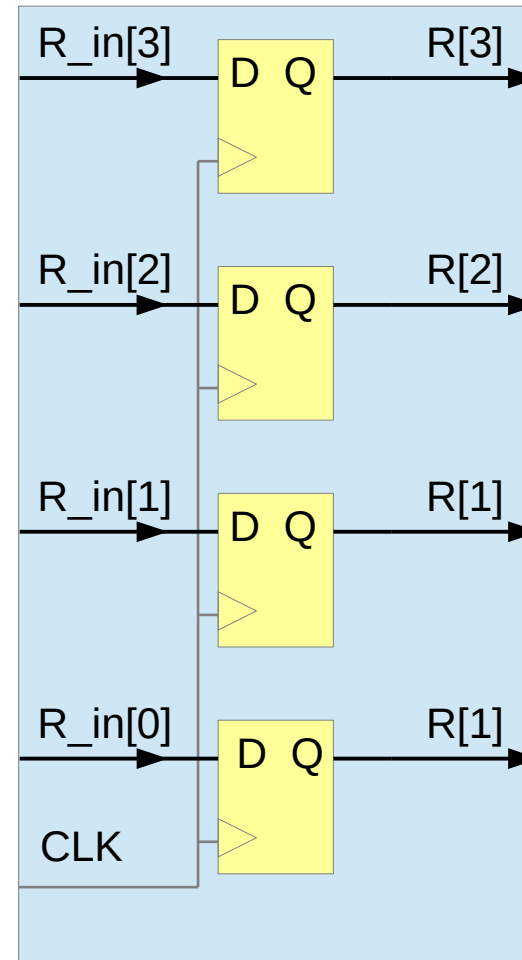 R_in[3] D Q R[3]
R_in[2] D Q R[2]
R_in[1] D Q R[1]
R_in[0] D Q R[1]
CLK